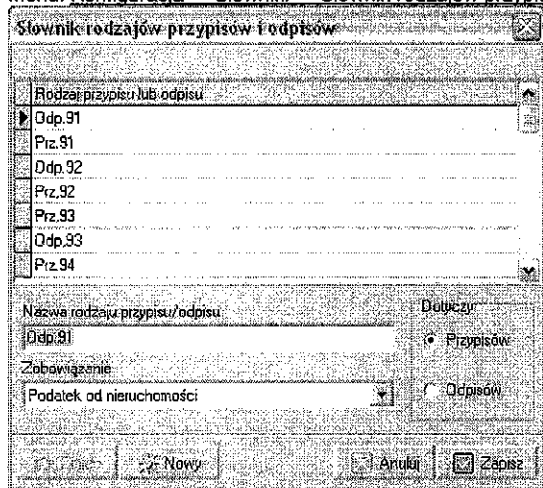 Słownik rodzajów przypisów i odpisów
Rodzaj przypisu lub odpisu
Odp.91
Prz.91
Odp.92
Prz.92
Prz.93
Odp.93
Prz.94
Nazwa rodzaju przypisu/odpisu
Odp.91
Dotyczy:
Przypisów
Zobowiązanie
Podatek od nieruchomości
Odpisów
Nowy
Anuluj
Zapisz